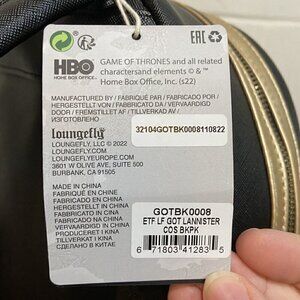 HBO
HOME BOX OFFICE
GAME OF THRONES and all related
charactersand elements © & ™
Home Box Office, Inc. (s22)
EAC
MANUFACTURED BY / FABRIQUÉ PAR / FABRICADO POR /
HERGESTELLT VON / FABBRICATO DA / VERVAARDIGD
DOOR / FREMSTILLET AF / TILLVERKAD AV /
ИЗГОТОВЛЕНО
Loungefly
LOUNGEFLY, LLC © 2022
LOUNGEFLY.COM
LOUNGEFLYEUROPE.COM
3601 W OLIVE AVE, SUITE 500
BURBANK, CA 91505
32104GOTBK0008110822
MADE IN CHINA
FABRIQUÉ EN CHINE
FABRICADO EN CHINA
HERGESTELLT IN CHINA
FABBRICATO IN CINA
VERVAARDIGD IN CHINA
PRODUCERET I KINA
TILLVERKAT I KINA
СДЕЛАНО В КИТАЕ
GOTBK0008
ETF LF GOT LANNISTER
COS BKPK
6 71803 41283 5